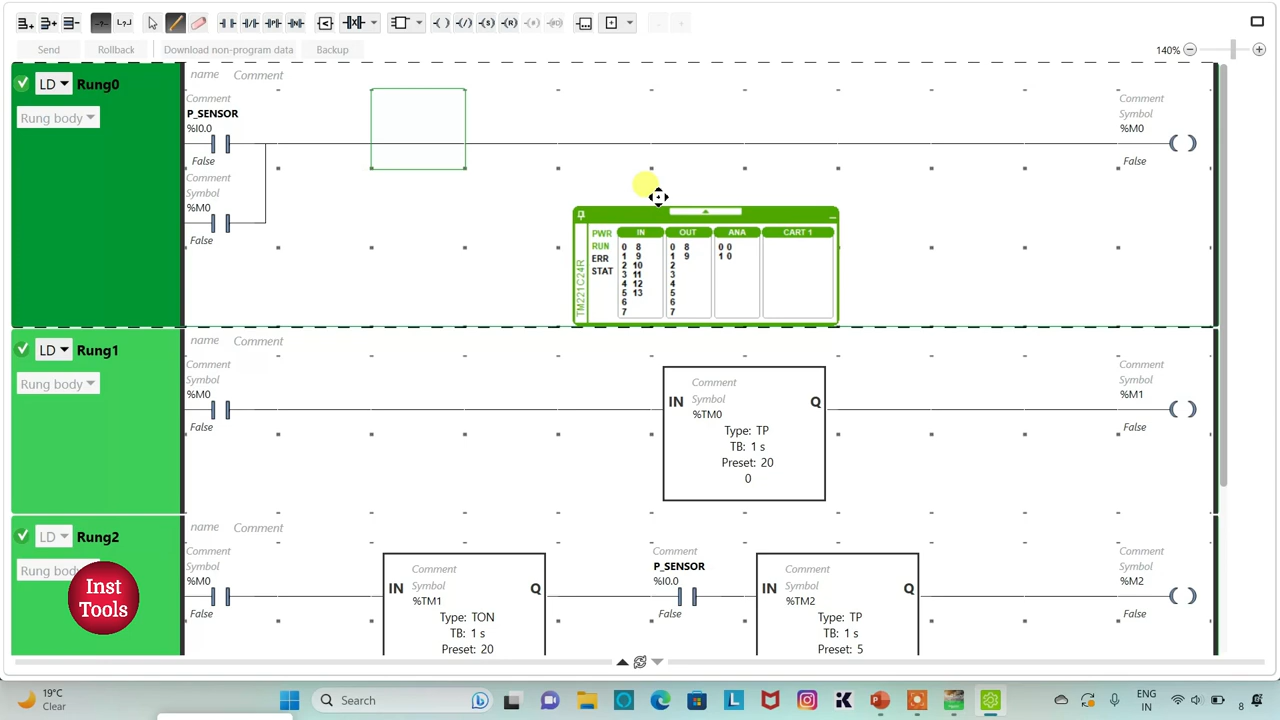 Send Rollback Download non-program data Backup 140%
LD Rung0
name Comment
Rung body
Comment
P_SENSOR
%I0.0
False
Comment
Symbol
%M0
False
Comment
Symbol
%M0
False
TM221C24R
PWR
RUN
ERR
STAT
IN
0 8
1 9
2 10
3 11
4 12
5 13
6
7
OUT
0 8
1 9
2
3
4
5
6
7
ANA
0 0
1 0
CART 1
LD Rung1
name Comment
Rung body
Comment
Symbol
%M0
False
Comment
Symbol
IN Q
%TM0
Type: TP
TB: 1 s
Preset: 20
0
Comment
Symbol
%M1
False
LD Rung2
name Comment
Rung body
Comment
Symbol
%M0
False
Comment
IN Symbol Q
%TM1
Type: TON
TB: 1 s
Preset: 20
Comment
P_SENSOR
%I0.0
False
Comment
IN Symbol Q
%TM2
Type: TP
TB: 1 s
Preset: 5
Comment
Symbol
%M2
False
Inst
Tools
19°C
Clear
Search
ENG
IN
8